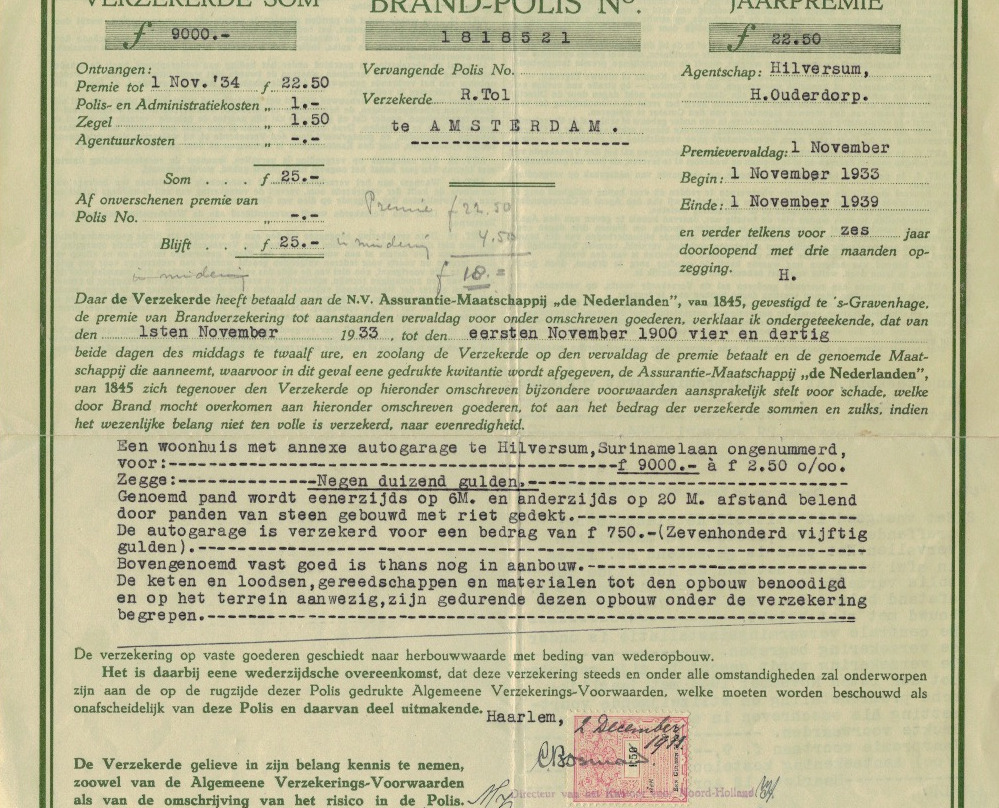 VERZEKERDE SOM
f 9000.-
BRAND-POLIS No.
1818521
JAARPREMIE
f 22.50
Ontvangen:
Premie tot 1 Nov.'34 f 22.50
Polis- en Administratiekosten „ 1.-
Zegel „ 1.50
Agentuurkosten „ -.-
Som . . . f 25.-
Af onverschenen premie van
Polis No. „ -.-
Blijft . . . f 25.-
in mindering
Vervangende Polis No.
Verzekerde R.Tol
te AMSTERDAM.
Premie f 22.50
in mindering 4.50
f 18.=
Agentschap: Hilversum,
H.Ouderdorp.
Premievervaldag: 1 November
Begin: 1 November 1933
Einde: 1 November 1939
en verder telkens voor zes jaar
doorloopend met drie maanden op-
zegging. H.
Daar de Verzekerde heeft betaald aan de N.V. Assurantie-Maatschappij „de Nederlanden”, van 1845, gevestigd te 's-Gravenhage,
de premie van Brandverzekering tot aanstaanden vervaldag voor onder omschreven goederen, verklaar ik ondergeteekende, dat van
den 1sten November 1933, tot den eersten November 1900 vier en dertig
beide dagen des middags te twaalf ure, en zoolang de Verzekerde op den vervaldag de premie betaalt en de genoemde Maat-
schappij die aanneemt, waarvoor in dit geval eene gedrukte kwitantie wordt afgegeven, de Assurantie-Maatschappij „de Nederlanden”,
van 1845 zich tegenover den Verzekerde op hieronder omschreven bijzondere voorwaarden aansprakelijk stelt voor schade, welke
door Brand mocht overkomen aan hieronder omschreven goederen, tot aan het bedrag der verzekerde sommen en zulks, indien
het wezenlijke belang niet ten volle is verzekerd, naar evenredigheid.
Een woonhuis met annexe autogarage te Hilversum,Surinamelaan ongenummerd,
voor:-----f 9000.- à f 2.50 o/oo.
Zegge:-----Negen duizend gulden.-----
Genoemd pand wordt eenerzijds op 6M. en anderzijds op 20 M. afstand belend
door panden van steen gebouwd met riet gedekt.-----
De autogarage is verzekerd voor een bedrag van f 750.-(Zevenhonderd vijftig
gulden).-----
Bovengenoemd vast goed is thans nog in aanbouw.-----
De keten en loodsen,gereedschappen en materialen tot den opbouw benoodigd
en op het terrein aanwezig,zijn gedurende dezen opbouw onder de verzekering
begrepen.-----
De verzekering op vaste goederen geschiedt naar herbouwwaarde met beding van wederopbouw.
Het is daarbij eene wederzijdsche overeenkomst, dat deze verzekering steeds en onder alle omstandigheden zal onderworpen
zijn aan de op de rugzijde dezer Polis gedrukte Algemeene Verzekerings-Voorwaarden, welke moeten worden beschouwd als
onafscheidelijk van deze Polis en daarvan deel uitmakende.
Haarlem,
2 December
1933
C Bosman
De Verzekerde gelieve in zijn belang kennis te nemen,
zoowel van de Algemeene Verzekerings-Voorwaarden
als van de omschrijving van het risico in de Polis.
Directeur van het Kantoor voor Noord-Holland